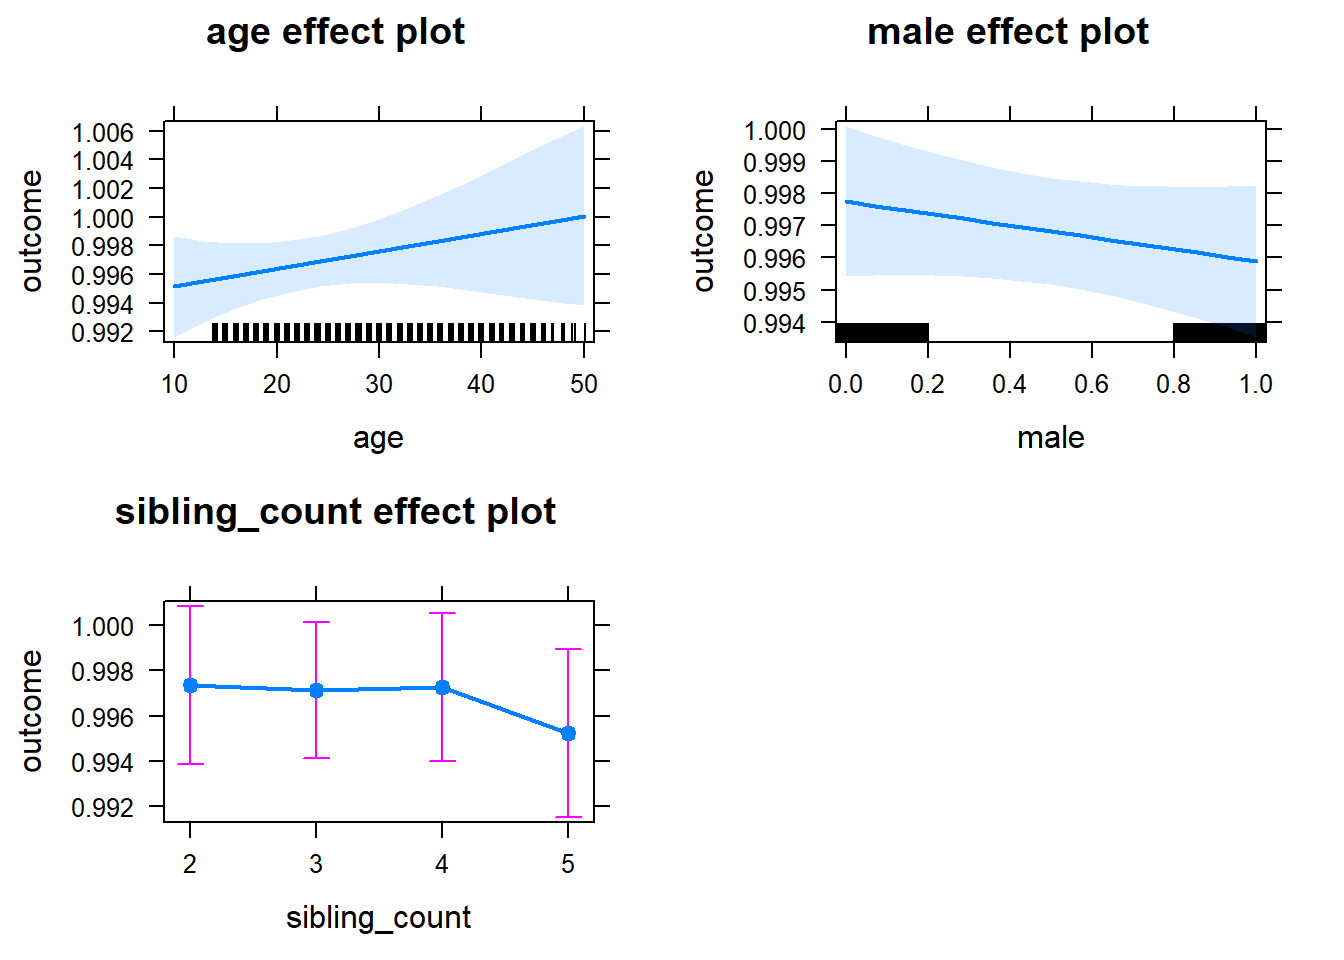 age effect plot
outcome
1.006
1.004
1.002
1.000
0.998
0.996
0.994
0.992
10 20 30 40 50
age
male effect plot
outcome
1.000
0.999
0.998
0.997
0.996
0.995
0.994
0.0 0.2 0.4 0.6 0.8 1.0
male
sibling_count effect plot
outcome
1.000
0.998
0.996
0.994
0.992
2 3 4 5
sibling_count